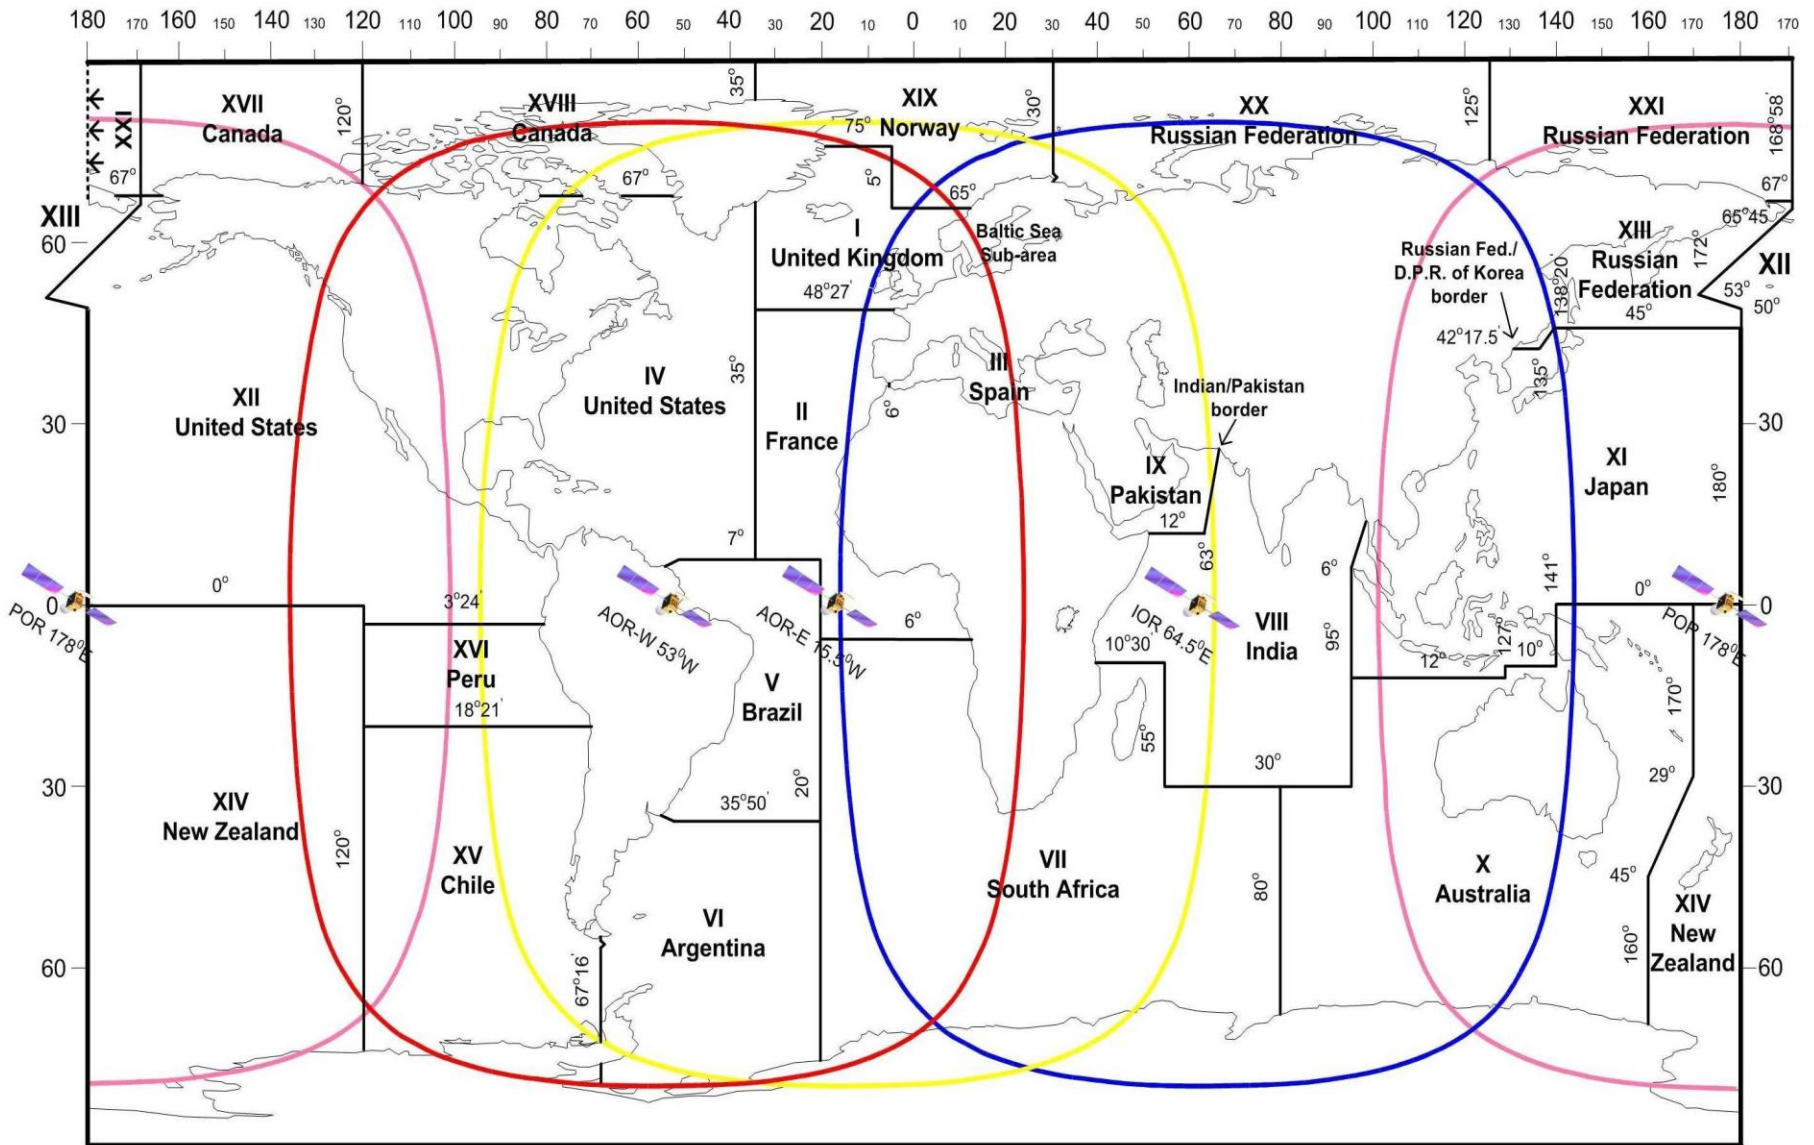 180 150 160 150 140 130 120 110 100 90 80 70 60 50 40 30 20 10 0 10 20 30 30 50 40 70 60 70 80 90 100 110 120 130 140 150 160 170 180 170
XXI
XVII
Canada
120°
XVIII
Canada
35°
XIX
Norway
75°
30°
XX
Russian Federation
125°
XXI
Russian Federation
168°58'
67°
67°
5°
65°
67°
65°45'
XIII
60
I
United Kingdom
48°27'
Baltic Sea
Sub-area
Russian Fed./
D.P.R. of Korea
border
138°20'
XIII
Russian
Federation
172°
XII
53°
50°
45°
42°17.5'
135°
XII
United States
30
IV
United States
35°
II
France
6°
III
Spain
Indian/Pakistan
border
IX
Pakistan
12°
63°
XI
Japan
180°
30
7°
0°
0
POR 178°E
3°24'
AOR-W 53°W
AOR-E 15.5°W
6°
IOR 64.5°E
6°
141°
0°
0
POR 178°E
XVI
Peru
18°21'
V
Brazil
10°30'
VIII
India
95°
12°
127°
10°
170°
55°
30°
29°
30
XIV
New Zealand
120°
35°50'
20°
30
XV
Chile
VII
South Africa
80°
X
Australia
45°
VI
Argentina
67°16'
XIV
New
Zealand
160°
60
60